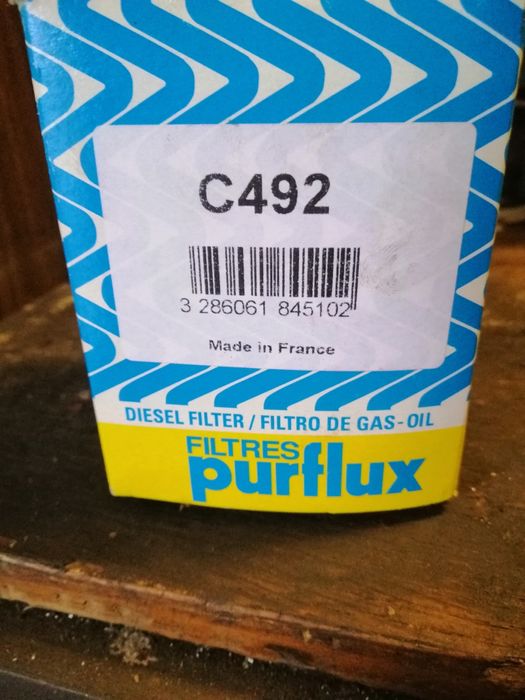 C492
3 286061 845102
Made in France
DIESEL FILTER / FILTRO DE GAS-OIL
FILTRES
purflux